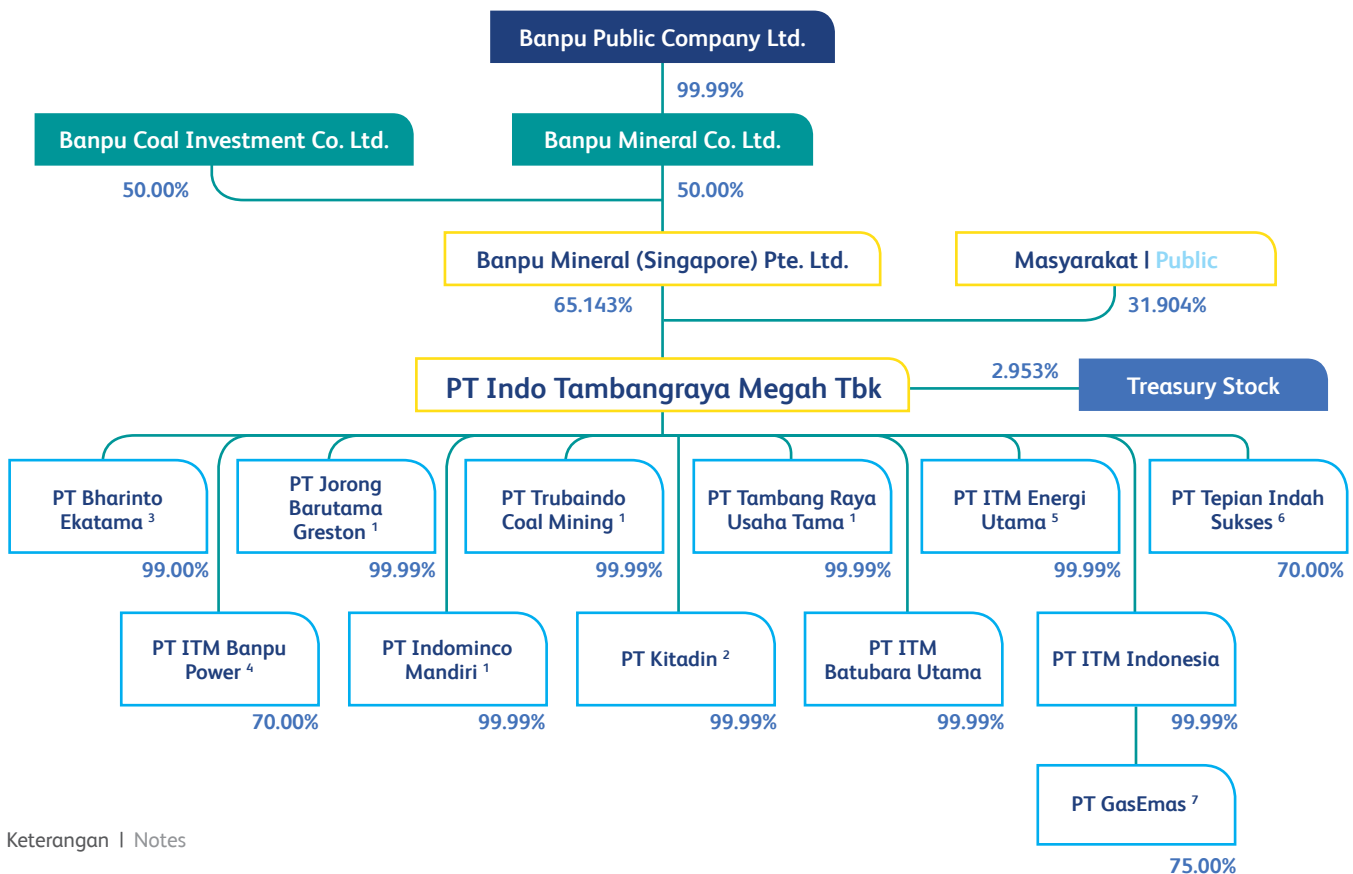 Banpu Public Company Ltd.
99.99%
Banpu Coal Investment Co. Ltd.
Banpu Mineral Co. Ltd.
50.00%
50.00%
Banpu Mineral (Singapore) Pte. Ltd.
Masyarakat | Public
65.143%
31.904%
PT Indo Tambangraya Megah Tbk
2.953%
Treasury Stock
PT Bharinto
Ekatama ³
99.00%
PT Jorong
Barutama
Greston ¹
99.99%
PT Trubaindo
Coal Mining ¹
99.99%
PT Tambang Raya
Usaha Tama ¹
99.99%
PT ITM Energi
Utama ⁵
99.99%
PT Tepian Indah
Sukses ⁶
70.00%
PT ITM Banpu
Power ⁴
70.00%
PT Indominco
Mandiri ¹
99.99%
PT Kitadin ²
99.99%
PT ITM
Batubara Utama
99.99%
PT ITM Indonesia
99.99%
PT GasEmas ⁷
75.00%
Keterangan | Notes